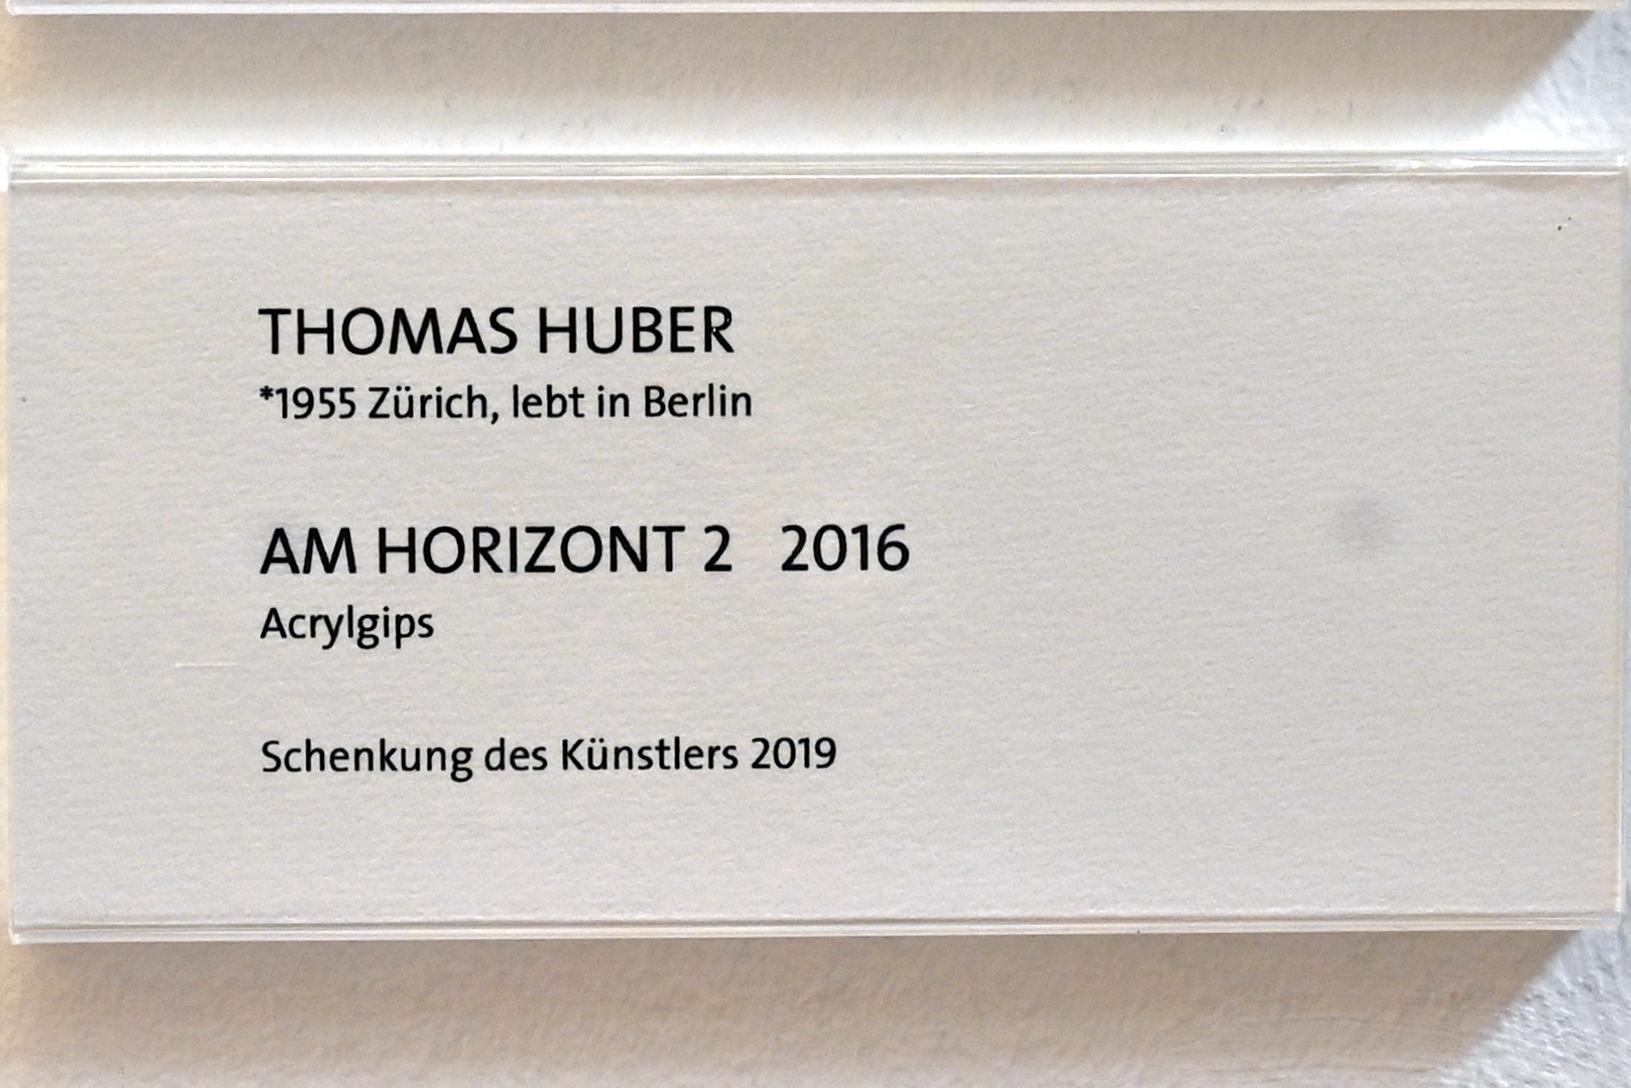 THOMAS HUBER
*1955 Zürich, lebt in Berlin
AM HORIZONT 2 2016
Acrylgips
Schenkung des Künstlers 2019